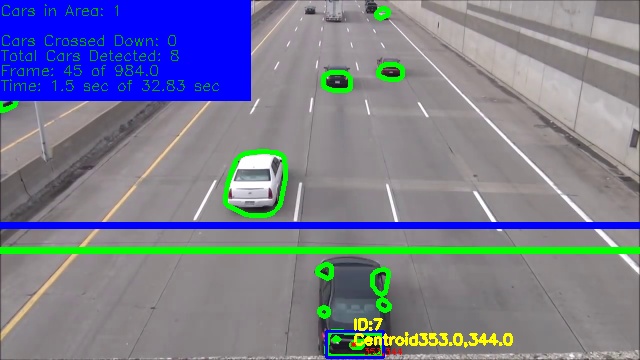 Cars in Area: 1
Cars Crossed Down: 0
Total Cars Detected: 8
Frame: 45 of 984.0
Time: 1.5 sec of 32.83 sec
ID:7
Centroid353.0,344.0